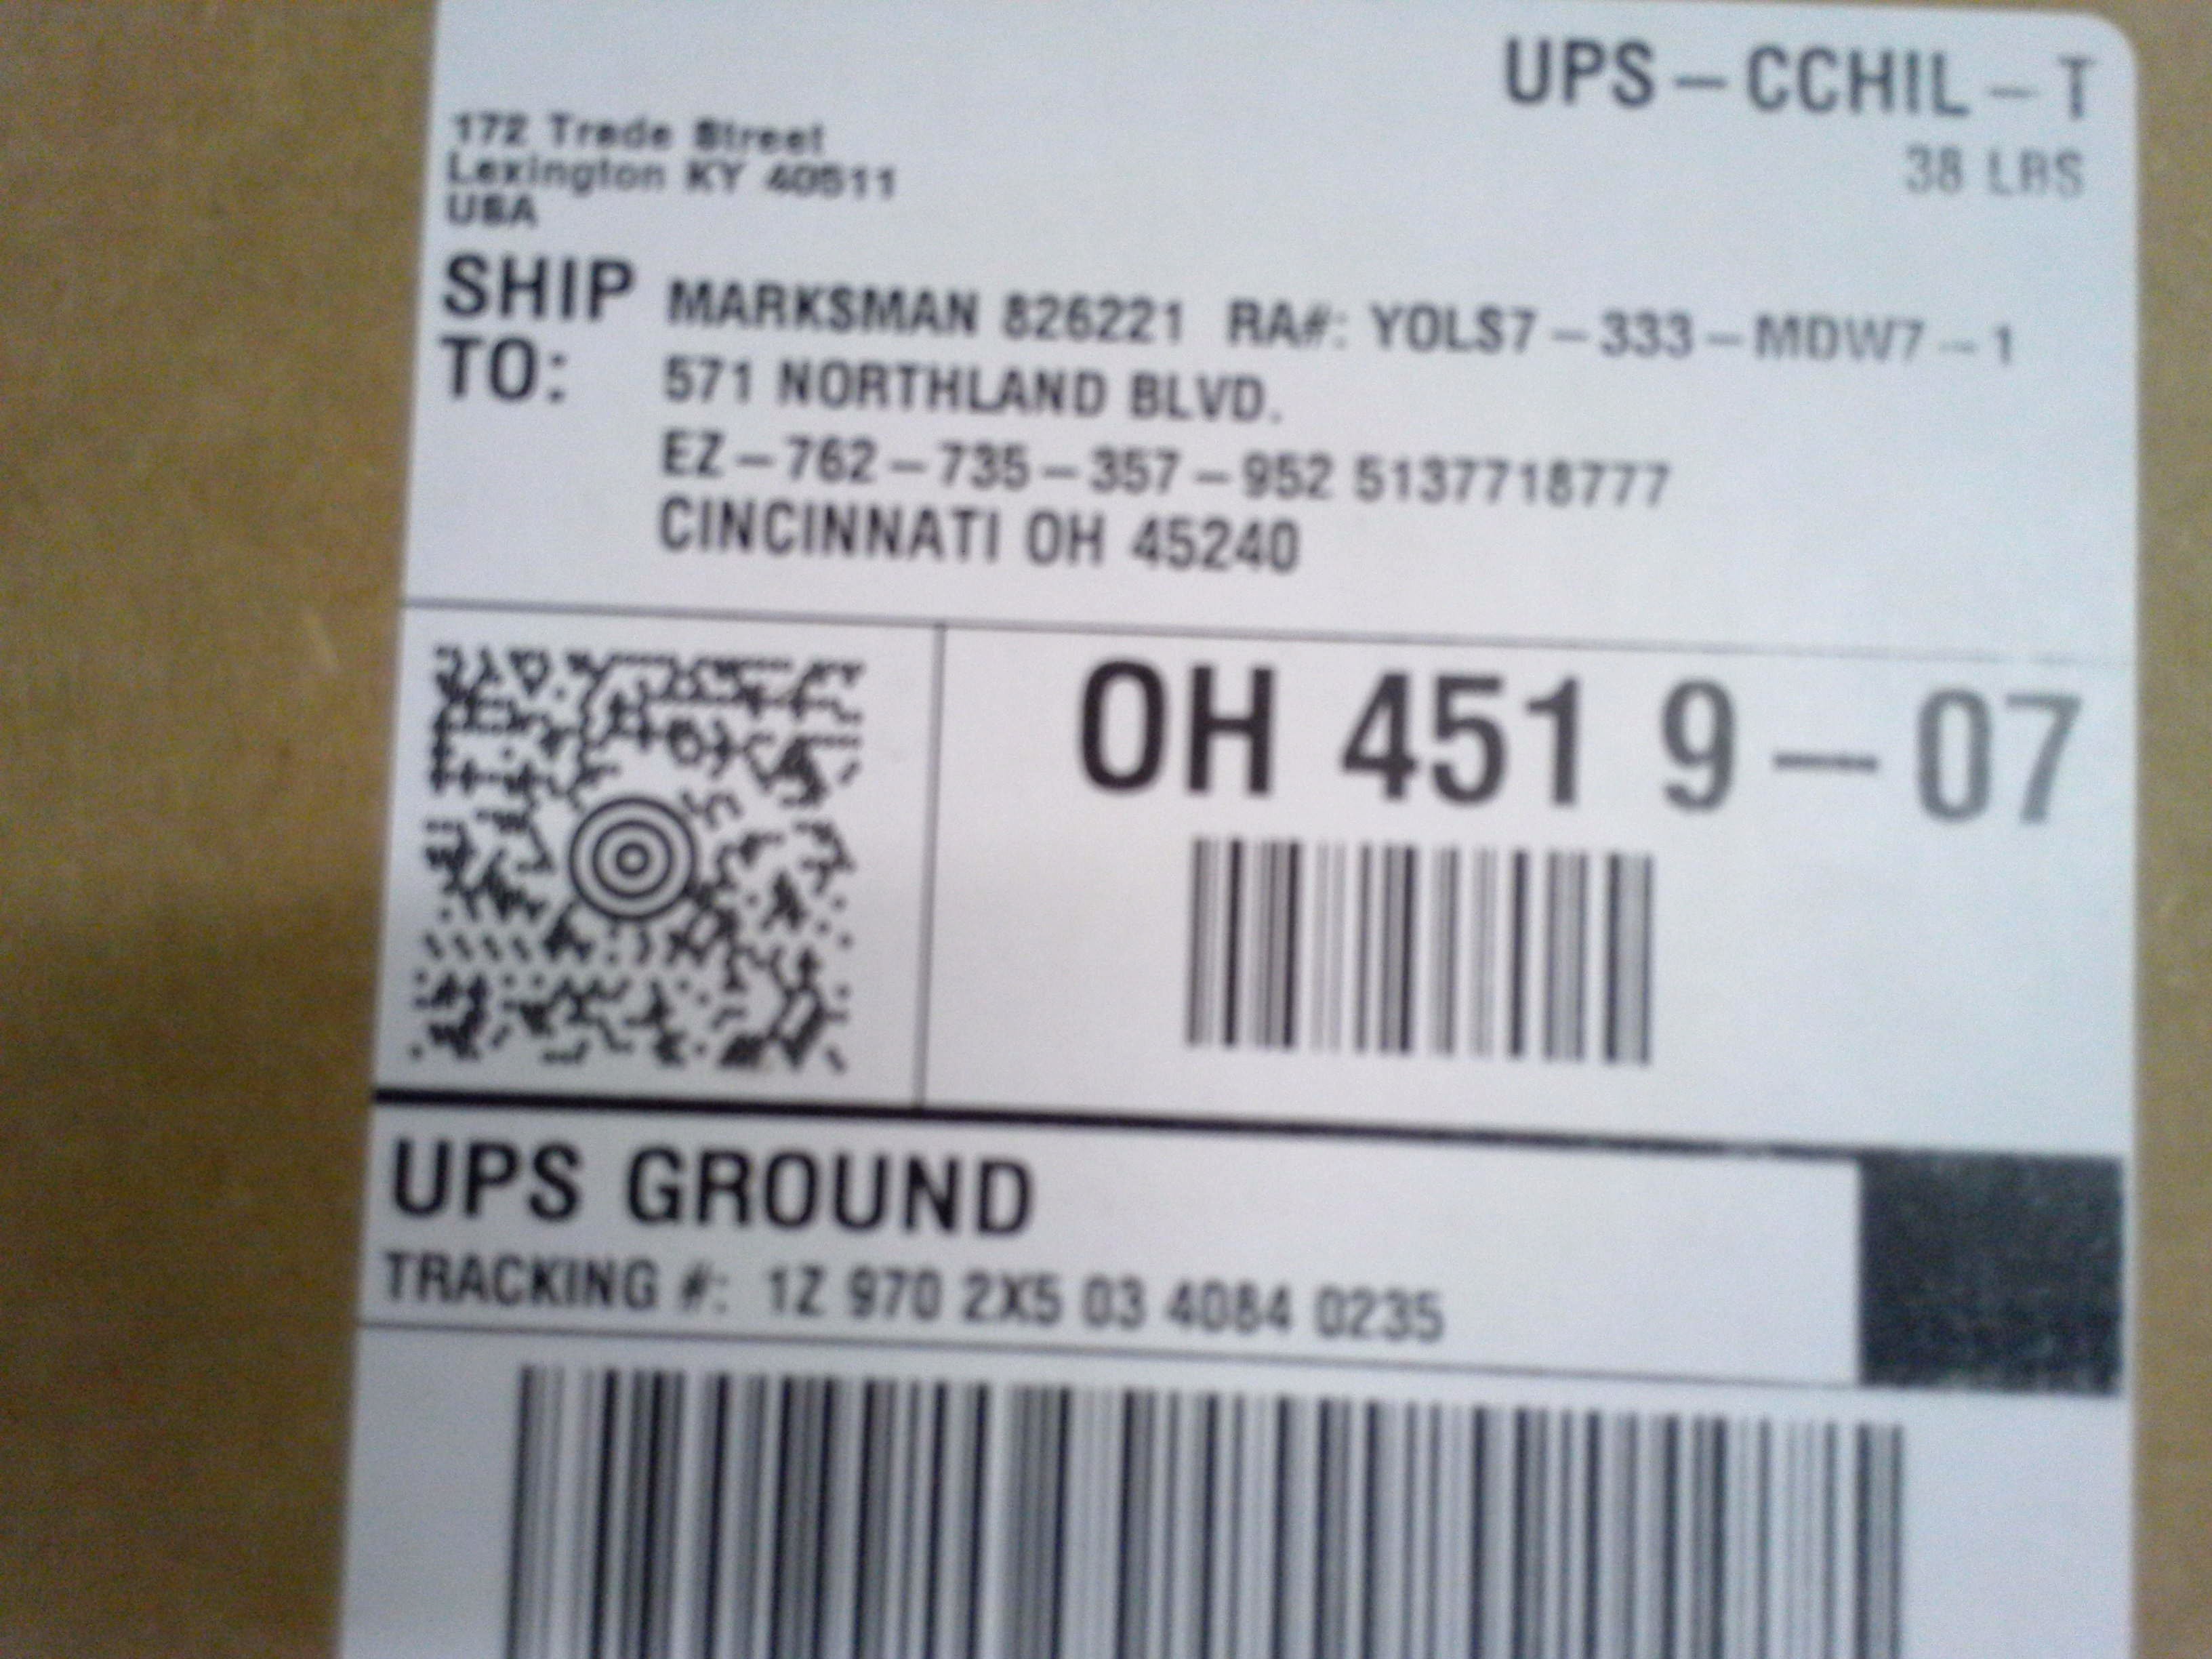 UPS – CCHIL – T
38 LBS
172 Trade Street
Lexington KY 40511
USA
SHIP TO: MARKSMAN 826221 RA#: YOLS7 – 333 – MDW7 – 1
571 NORTHLAND BLVD.
EZ – 762 – 735 – 357 – 952 5137718777
CINCINNATI OH 45240
OH 451 9 – 07
UPS GROUND
TRACKING #: 1Z 970 2X5 03 4084 0235